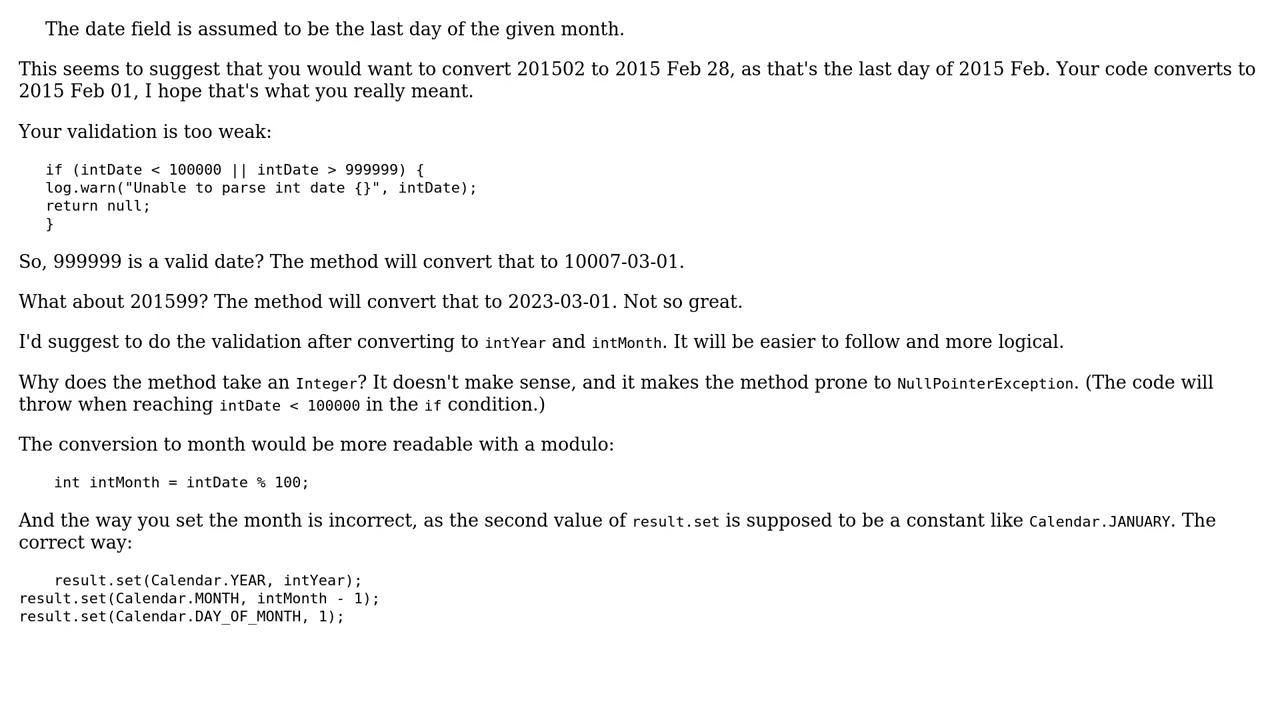 The date field is assumed to be the last day of the given month.
This seems to suggest that you would want to convert 201502 to 2015 Feb 28, as that's the last day of 2015 Feb. Your code converts to
2015 Feb 01, I hope that's what you really meant.
Your validation is too weak:
if (intDate < 100000 || intDate > 999999) {
log.warn("Unable to parse int date {}", intDate);
return null;
}
So, 999999 is a valid date? The method will convert that to 10007-03-01.
What about 201599? The method will convert that to 2023-03-01. Not so great.
I'd suggest to do the validation after converting to intYear and intMonth. It will be easier to follow and more logical.
Why does the method take an Integer? It doesn't make sense, and it makes the method prone to NullPointerException. (The code will
throw when reaching intDate < 100000 in the if condition.)
The conversion to month would be more readable with a modulo:
int intMonth = intDate % 100;
And the way you set the month is incorrect, as the second value of result.set is supposed to be a constant like Calendar.JANUARY. The
correct way:
result.set(Calendar.YEAR, intYear);
result.set(Calendar.MONTH, intMonth - 1);
result.set(Calendar.DAY_OF_MONTH, 1);